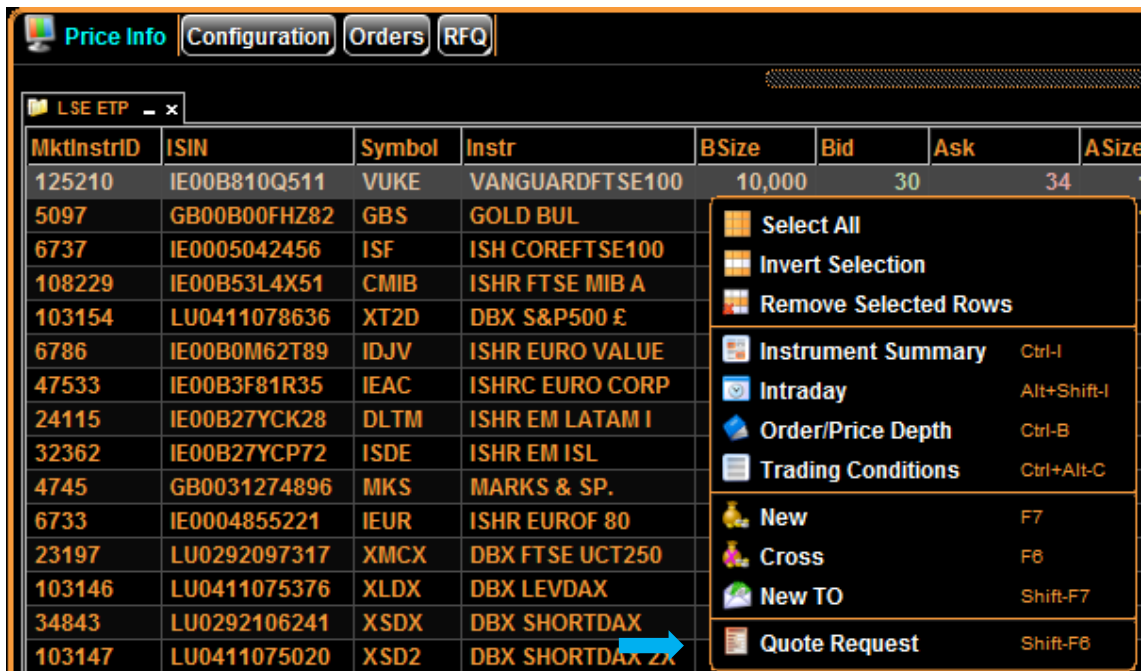 Price Info Configuration Orders RFQ
LSE ETP
MktInstrID ISIN Symbol Instr BSize Bid Ask ASize
125210 IE00B810Q511 VUKE VANGUARDFTSE100 10,000 30 34
5097 GB00B00FHZ82 GBS GOLD BUL
Select All
6737 IE0005042456 ISF ISH COREFTSE100
Invert Selection
108229 IE00B53L4X51 CMIB ISHR FTSE MIB A
Remove Selected Rows
103154 LU0411078636 XT2D DBX S&P500 £
6786 IE00B0M62T89 IDJV ISHR EURO VALUE
Instrument Summary Ctrl-I
47533 IE00B3F81R35 IEAC ISHRC EURO CORP
Intraday Alt+Shift-I
24115 IE00B27YCK28 DLTM ISHR EM LATAM I
Order/Price Depth Ctrl-B
32362 IE00B27YCP72 ISDE ISHR EM ISL
Trading Conditions Ctrl+Alt-C
4745 GB0031274896 MKS MARKS & SP.
6733 IE0004855221 IEUR ISHR EUROF 80
New F7
23197 LU0292097317 XMCX DBX FTSE UCT250
Cross F6
103146 LU0411075376 XLDX DBX LEVDAX
New TO Shift-F7
34843 LU0292106241 XSDX DBX SHORTDAX
Quote Request Shift-F6
103147 LU0411075020 XSD2 DBX SHORTDAX 2X